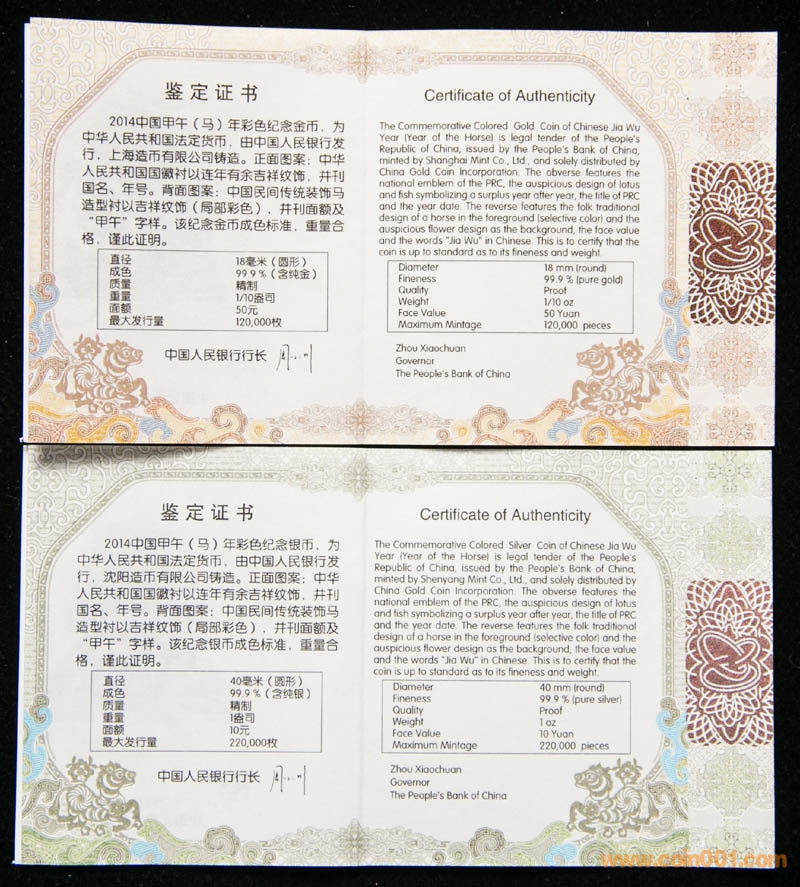 鉴定证书
2014中国甲午（马）年彩色纪念金币，为
中华人民共和国法定货币，由中国人民银行发
行，上海造币有限公司铸造。正面图案：中华
人民共和国国徽衬以连年有余吉祥纹饰，井刊
国名、年号。背面图案：中国民间传统装饰马
造型衬以吉祥纹饰（局部彩色），井刊面额及
“甲午”字样。该纪念金币成色标准，重量合
格，谨此证明。
直径 18毫米（圆形）
成色 99.9％（含纯金）
质量 精制
重量 1/10盎司
面额 50元
最大发行量 120,000枚
中国人民银行行长
Certificate of Authenticity
The Commemorative Colored Gold Coin of Chinese Jia Wu
Year (Year of the Horse) is legal tender of the People's
Republic of China, issued by the People's Bank of China,
minted by Shanghai Mint Co., Ltd., and solely distributed by
China Gold Coin Incorporation. The obverse features the
national emblem of the PRC, the auspicious design of lotus
and fish symbolizing a surplus year after year, the title of PRC
and the year date. The reverse features the folk traditional
design of a horse in the foreground (selective color) and the
auspicious flower design as the background, the face value
and the words "Jia Wu" in Chinese. This is to certify that the
coin is up to standard as to its fineness and weight.
Diameter 18 mm (round)
Fineness 99.9 % (pure gold)
Quality Proof
Weight 1/10 oz
Face Value 50 Yuan
Maximum Mintage 120,000 pieces
Zhou Xiaochuan
Governor
The People's Bank of China
鉴定证书
2014中国甲午（马）年彩色纪念银币，为
中华人民共和国法定货币，由中国人民银行发
行，沈阳造币有限公司铸造。正面图案：中华
人民共和国国徽衬以连年有余吉祥纹饰，井刊
国名、年号。背面图案：中国民间传统装饰马
造型衬以吉祥纹饰（局部彩色），井刊面额及
“甲午”字样。该纪念银币成色标准，重量合
格，谨此证明。
直径 40毫米（圆形）
成色 99.9％（含纯银）
质量 精制
重量 1盎司
面额 10元
最大发行量 220,000枚
中国人民银行行长
Certificate of Authenticity
The Commemorative Colored Silver Coin of Chinese Jia Wu
Year (Year of the Horse) is legal tender of the People's
Republic of China, issued by the People's Bank of China,
minted by Shenyang Mint Co., Ltd., and solely distributed by
China Gold Coin Incorporation. The obverse features the
national emblem of the PRC, the auspicious design of lotus
and fish symbolizing a surplus year after year, the title of PRC
and the year date. The reverse features the folk traditional
design of a horse in the foreground (selective color) and the
auspicious flower design as the background, the face value
and the words "Jia Wu" in Chinese. This is to certify that the
coin is up to standard as to its fineness and weight.
Diameter 40 mm (round)
Fineness 99.9 % (pure silver)
Quality Proof
Weight 1 oz
Face Value 10 Yuan
Maximum Mintage 220,000 pieces
Zhou Xiaochuan
Governor
The People's Bank of China
www.coin001.com